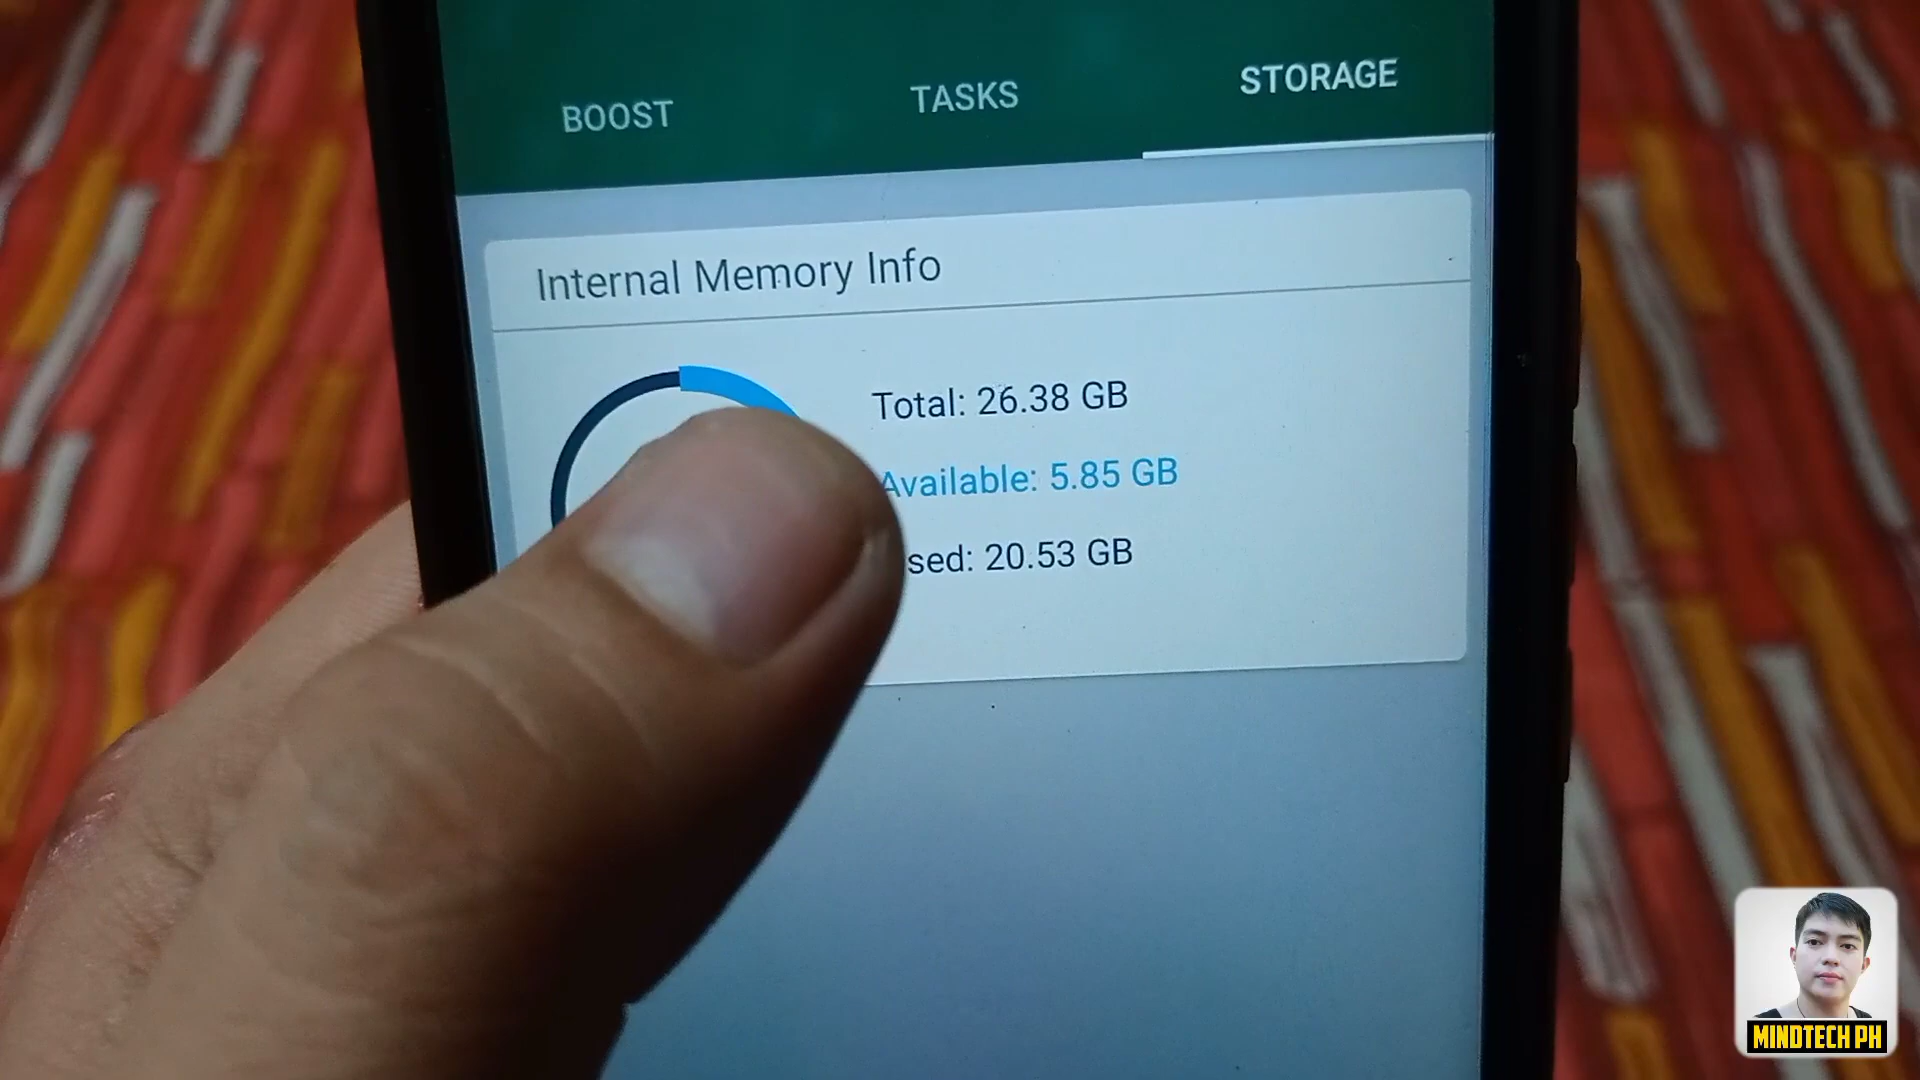 BOOST TASKS STORAGE
Internal Memory Info
Total: 26.38 GB
Available: 5.85 GB
sed: 20.53 GB
MINDTECH PH